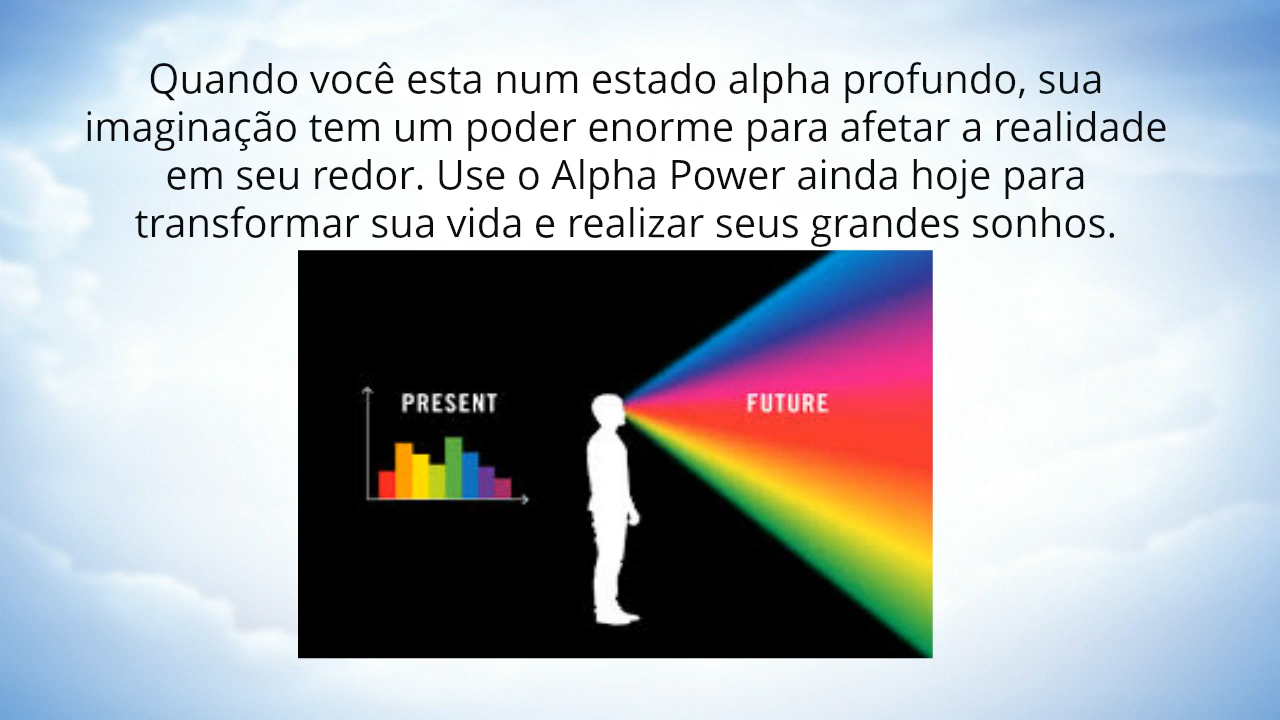 Quando você esta num estado alpha profundo, sua
imaginação tem um poder enorme para afetar a realidade
em seu redor. Use o Alpha Power ainda hoje para
transformar sua vida e realizar seus grandes sonhos.
PRESENT
FUTURE